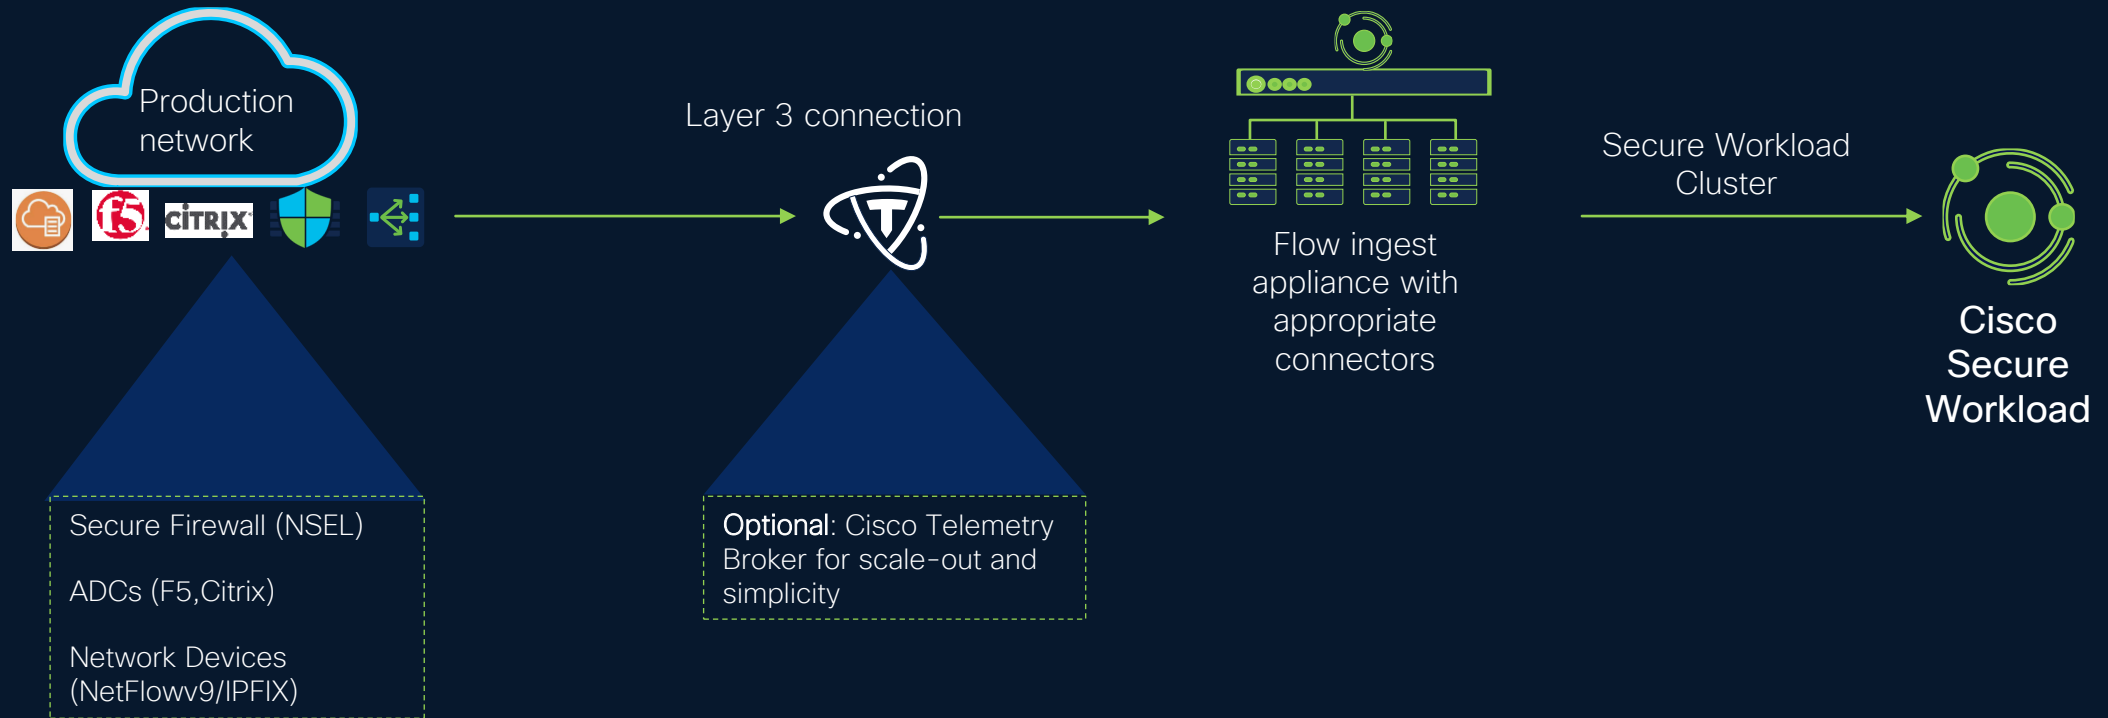 Production
network
f5
CITRIX
Layer 3 connection
T
Flow ingest
appliance with
appropriate
connectors
Secure Workload
Cluster
Cisco
Secure
Workload
Secure Firewall (NSEL)
ADCs (F5,Citrix)
Network Devices
(NetFlowv9/IPFIX)
Optional: Cisco Telemetry
Broker for scale-out and
simplicity